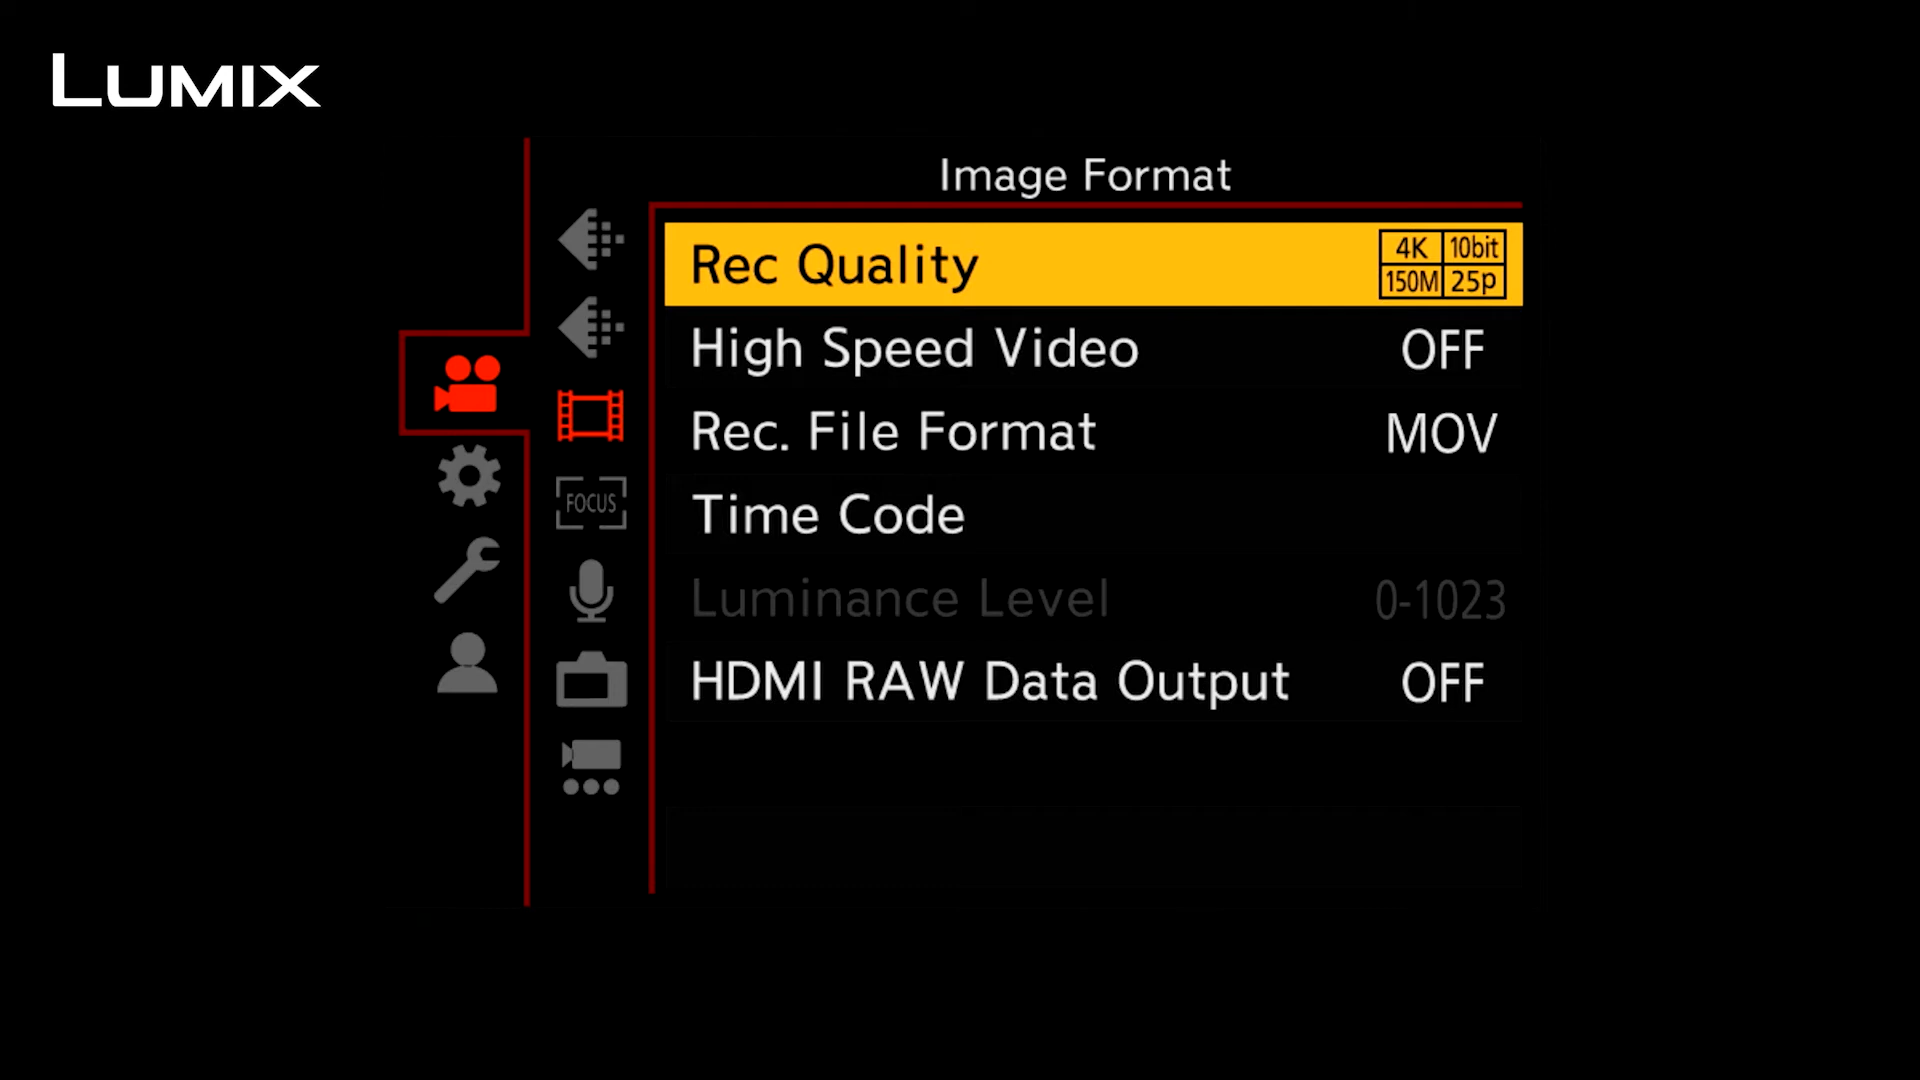 LUMIX
Image Format
Rec Quality 4K 10bit 150M 25p
High Speed Video OFF
Rec. File Format MOV
FOCUS
Time Code
Luminance Level 0-1023
HDMI RAW Data Output OFF